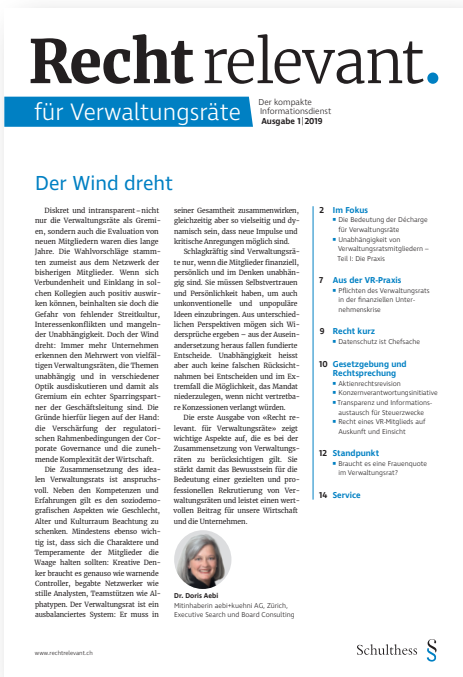 Recht relevant.
für Verwaltungsräte
Der kompakte
Informationsdienst
Ausgabe 1|2019
Der Wind dreht
Diskret und intransparent – nicht
nur die Verwaltungsräte als Gremi-
en, sondern auch die Evaluation von
neuen Mitgliedern waren dies lange
Jahre. Die Wahlvorschläge stamm-
ten zumeist aus dem Netzwerk der
bisherigen Mitglieder. Wenn sich
Verbundenheit und Einklang in sol-
chen Kollegien auch positiv auswir-
ken können, beinhalten sie doch die
Gefahr von fehlender Streitkultur,
Interessenkonflikten und mangeln-
der Unabhängigkeit. Doch der Wind
dreht: Immer mehr Unternehmen
erkennen den Mehrwert von vielfäl-
tigen Verwaltungsräten, die Themen
unabhängig und in verschiedener
Optik ausdiskutieren und damit als
Gremium ein echter Sparringspart-
ner der Geschäftsleitung sind. Die
Gründe hierfür liegen auf der Hand:
die Verschärfung der regulatori-
schen Rahmenbedingungen der Cor-
porate Governance und die zuneh-
mende Komplexität der Wirtschaft.
Die Zusammensetzung des idea-
len Verwaltungsrats ist anspruchs-
voll. Neben den Kompetenzen und
Erfahrungen gilt es den soziodemo-
grafischen Aspekten wie Geschlecht,
Alter und Kulturraum Beachtung zu
schenken. Mindestens ebenso wich-
tig ist, dass sich die Charaktere und
Temperamente der Mitglieder die
Waage halten sollten: Kreative Den-
ker braucht es genauso wie warnende
Controller, begabte Netzwerker wie
stille Analysten, Teamstützen wie Al-
phatypen. Der Verwaltungsrat ist ein
ausbalanciertes System: Er muss in
seiner Gesamtheit zusammenwirken,
gleichzeitig aber so vielseitig und dy-
namisch sein, dass neue Impulse und
kritische Anregungen möglich sind.
Schlagkräftig sind Verwaltungsrä-
te nur, wenn die Mitglieder finanziell,
persönlich und im Denken unabhän-
gig sind. Sie müssen Selbstvertrauen
und Persönlichkeit haben, um auch
unkonventionelle und unpopuläre
Ideen einzubringen. Aus unterschied-
lichen Perspektiven mögen sich Wi-
dersprüche ergeben – aus der Ausein-
andersetzung heraus fallen fundierte
Entscheide. Unabhängigkeit heisst
aber auch keine falschen Rücksicht-
nahmen bei Entscheiden und im Ex-
tremfall die Möglichkeit, das Mandat
niederzulegen, wenn nicht vertretba-
re Konzessionen verlangt würden.
Die erste Ausgabe von «Recht re-
levant. für Verwaltungsräte» zeigt
wichtige Aspekte auf, die es bei der
Zusammensetzung von Verwaltungs-
räten zu berücksichtigen gilt. Sie
stärkt damit das Bewusstsein für die
Bedeutung einer gezielten und pro-
fessionellen Rekrutierung von Ver-
waltungsräten und leistet einen wert-
vollen Beitrag für unsere Wirtschaft
und die Unternehmen.
Dr. Doris Aebi
Mitinhaberin aebi+kuehni AG, Zürich,
Executive Search und Board Consulting
2 Im Fokus
Die Bedeutung der Décharge
für Verwaltungsräte
Unabhängigkeit von
Verwaltungsratsmitgliedern –
Teil I: Die Praxis
7 Aus der VR-Praxis
Pflichten des Verwaltungsrats
in der finanziellen Unter-
nehmenskrise
9 Recht kurz
Datenschutz ist Chefsache
10 Gesetzgebung und
Rechtsprechung
Aktienrechtsrevision
Konzernverantwortungsinitiative
Transparenz und Informations-
austausch für Steuerzwecke
Recht eines VR-Mitglieds auf
Auskunft und Einsicht
12 Standpunkt
Braucht es eine Frauenquote
im Verwaltungsrat?
14 Service
www.rechtrelevant.ch
Schulthess §